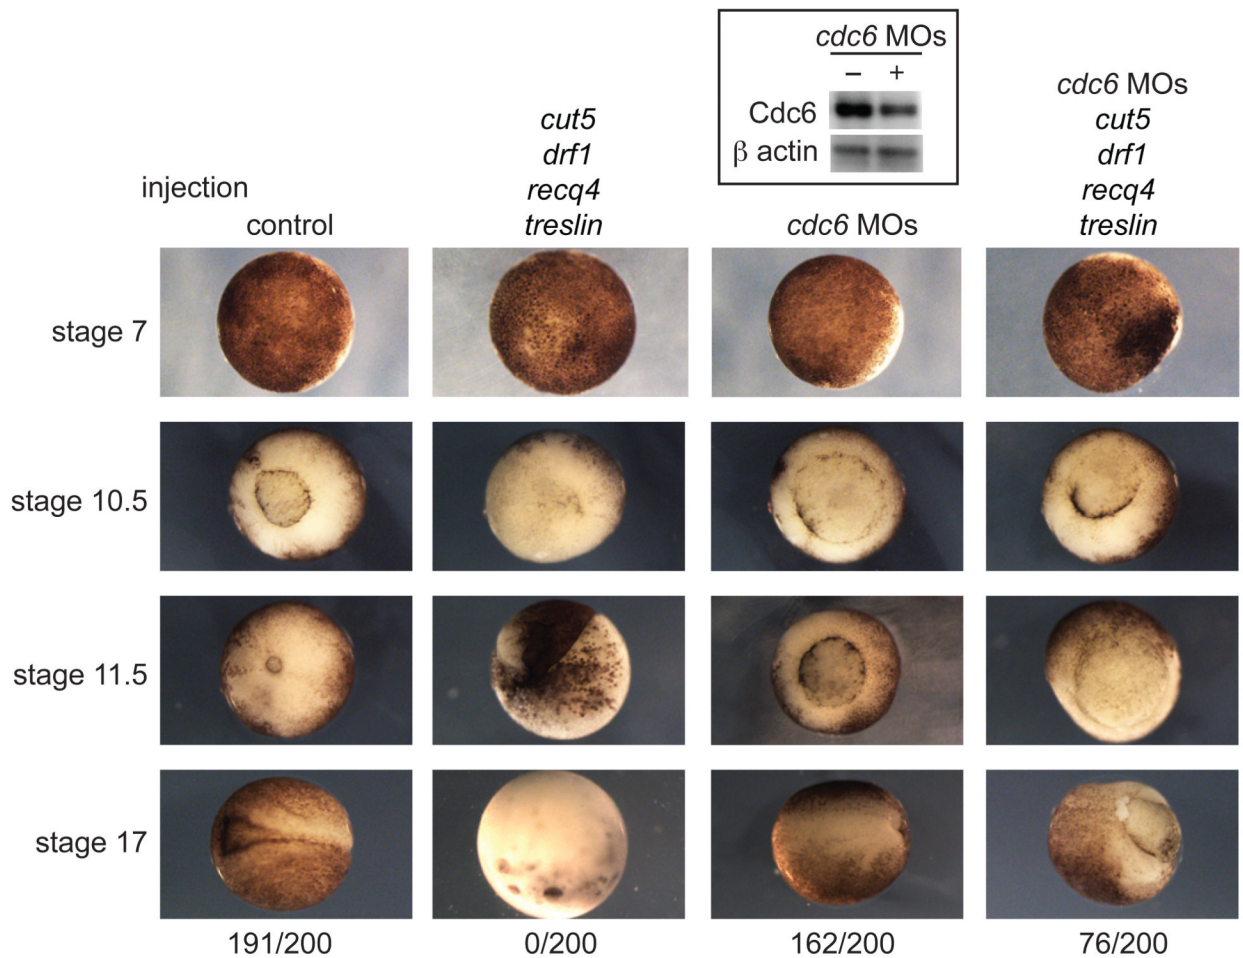 cdc6 MOs
– +
Cdc6
β actin
injection
control
cut5
drf1
recq4
treslin
cdc6 MOs
cdc6 MOs
cut5
drf1
recq4
treslin
stage 7
stage 10.5
stage 11.5
stage 17
191/200 0/200 162/200 76/200